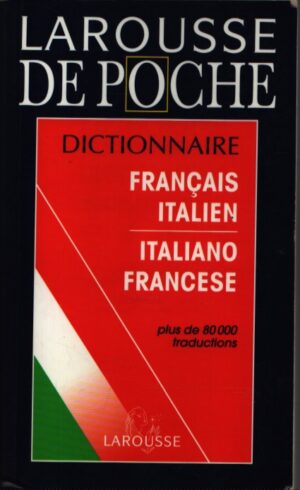 LAROUSSE
DE POCHE
DICTIONNAIRE
FRANÇAIS
ITALIEN
ITALIANO
FRANCESE
plus de 80 000
traductions
LAROUSSE